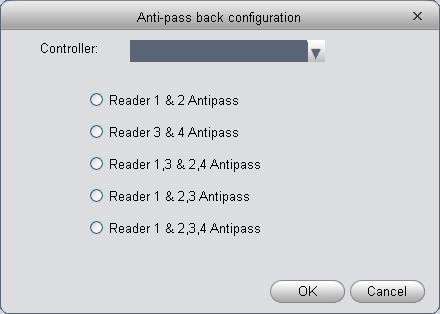 Anti-pass back configuration
Controller:
Reader 1 & 2 Antipass
Reader 3 & 4 Antipass
Reader 1,3 & 2,4 Antipass
Reader 1 & 2,3 Antipass
Reader 1 & 2,3,4 Antipass
OK Cancel